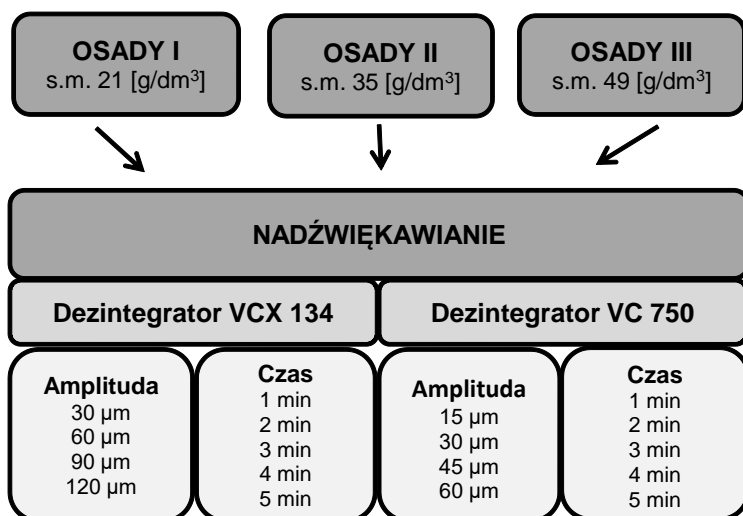 OSADY I
s.m. 21 [g/dm³]
OSADY II
s.m. 35 [g/dm³]
OSADY III
s.m. 49 [g/dm³]
NADŹWIĘKAWIANIE
Dezintegrator VCX 134
Dezintegrator VC 750
Amplituda
30 µm
60 µm
90 µm
120 µm
Czas
1 min
2 min
3 min
4 min
5 min
Amplituda
15 µm
30 µm
45 µm
60 µm
Czas
1 min
2 min
3 min
4 min
5 min